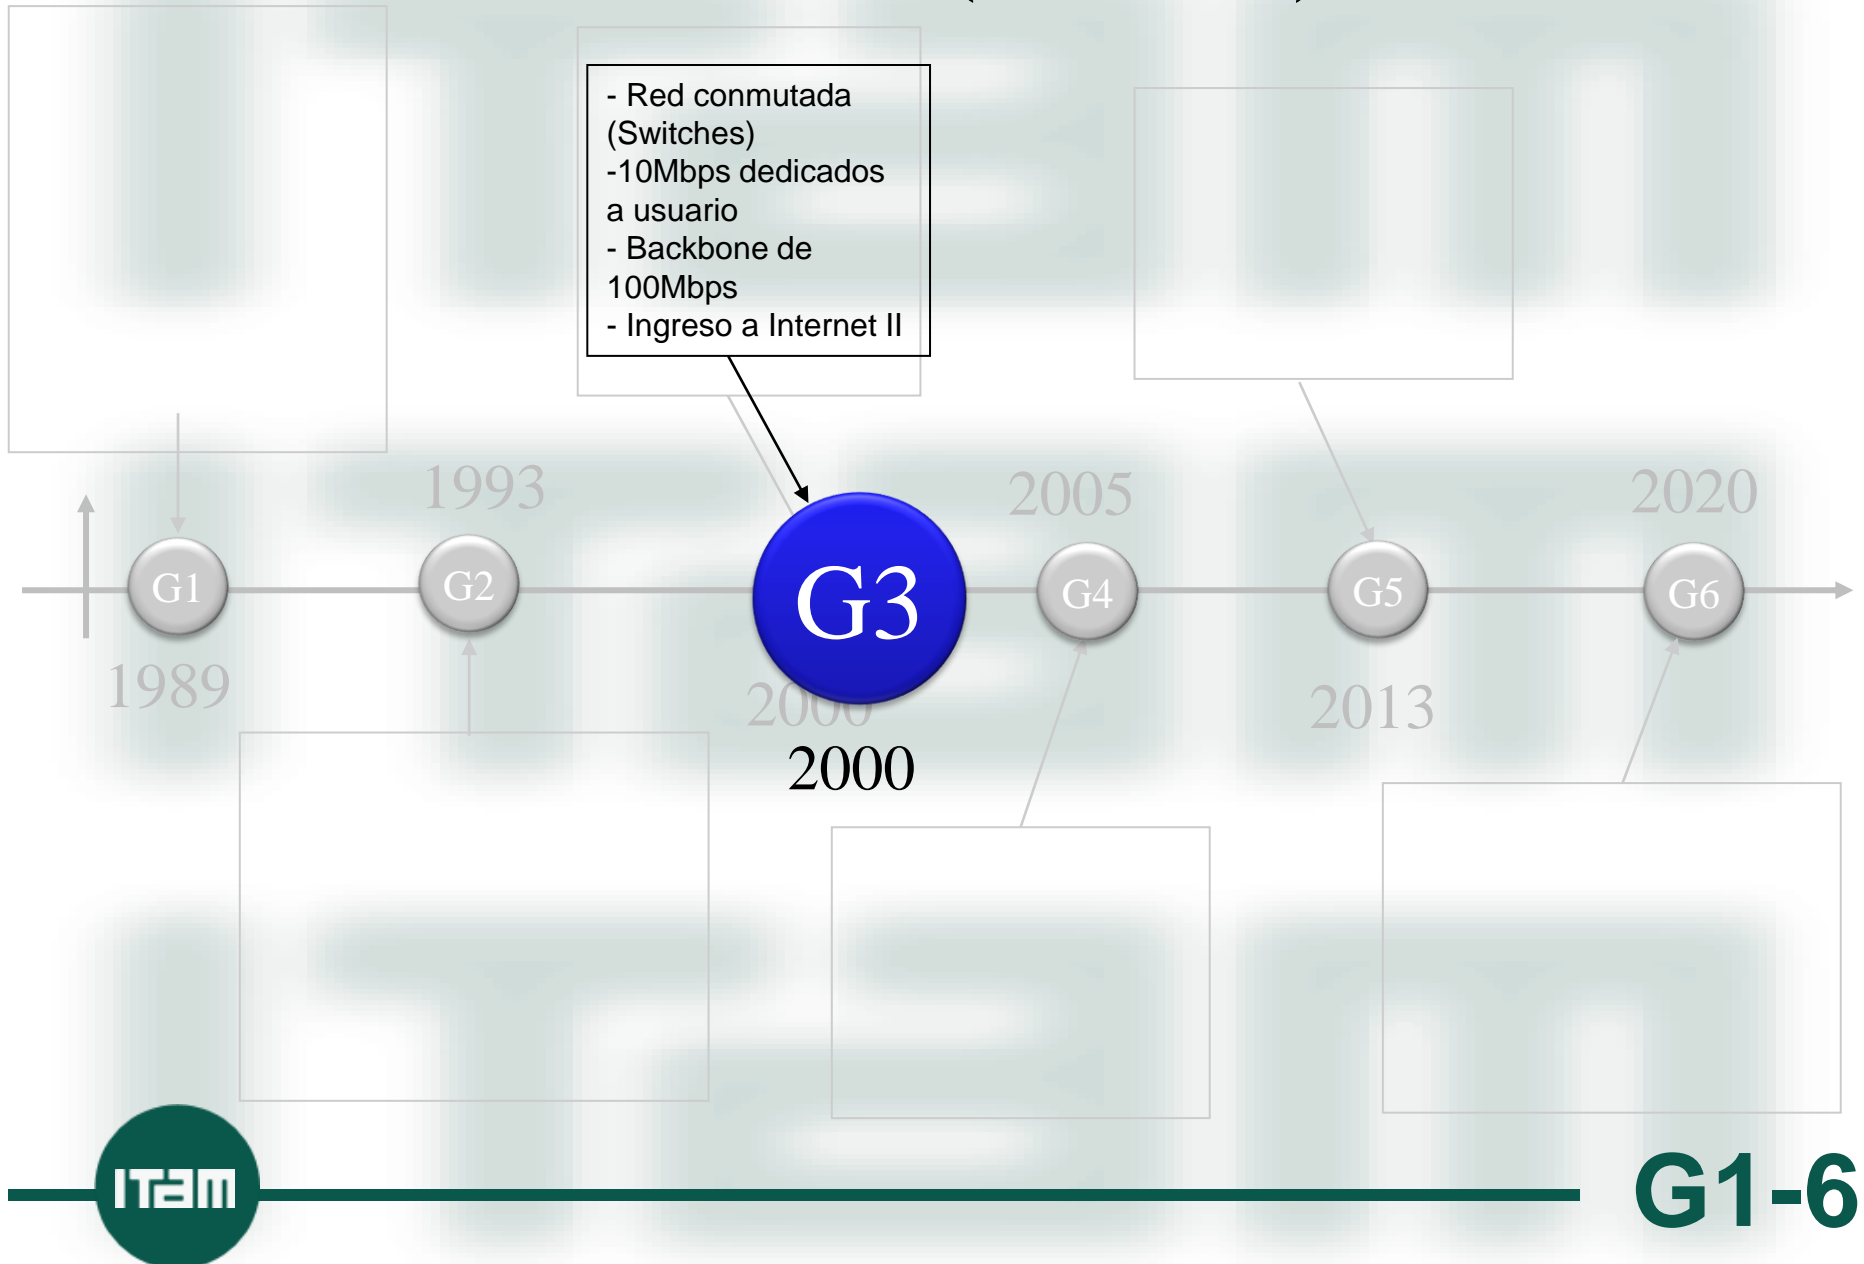 - Red conmutada
(Switches)
-10Mbps dedicados
a usuario
- Backbone de
100Mbps
- Ingreso a Internet II
1993
2005
2020
G1
G2
G3
G4
G5
G6
1989
2000
2013
2000
ITam
G1-6